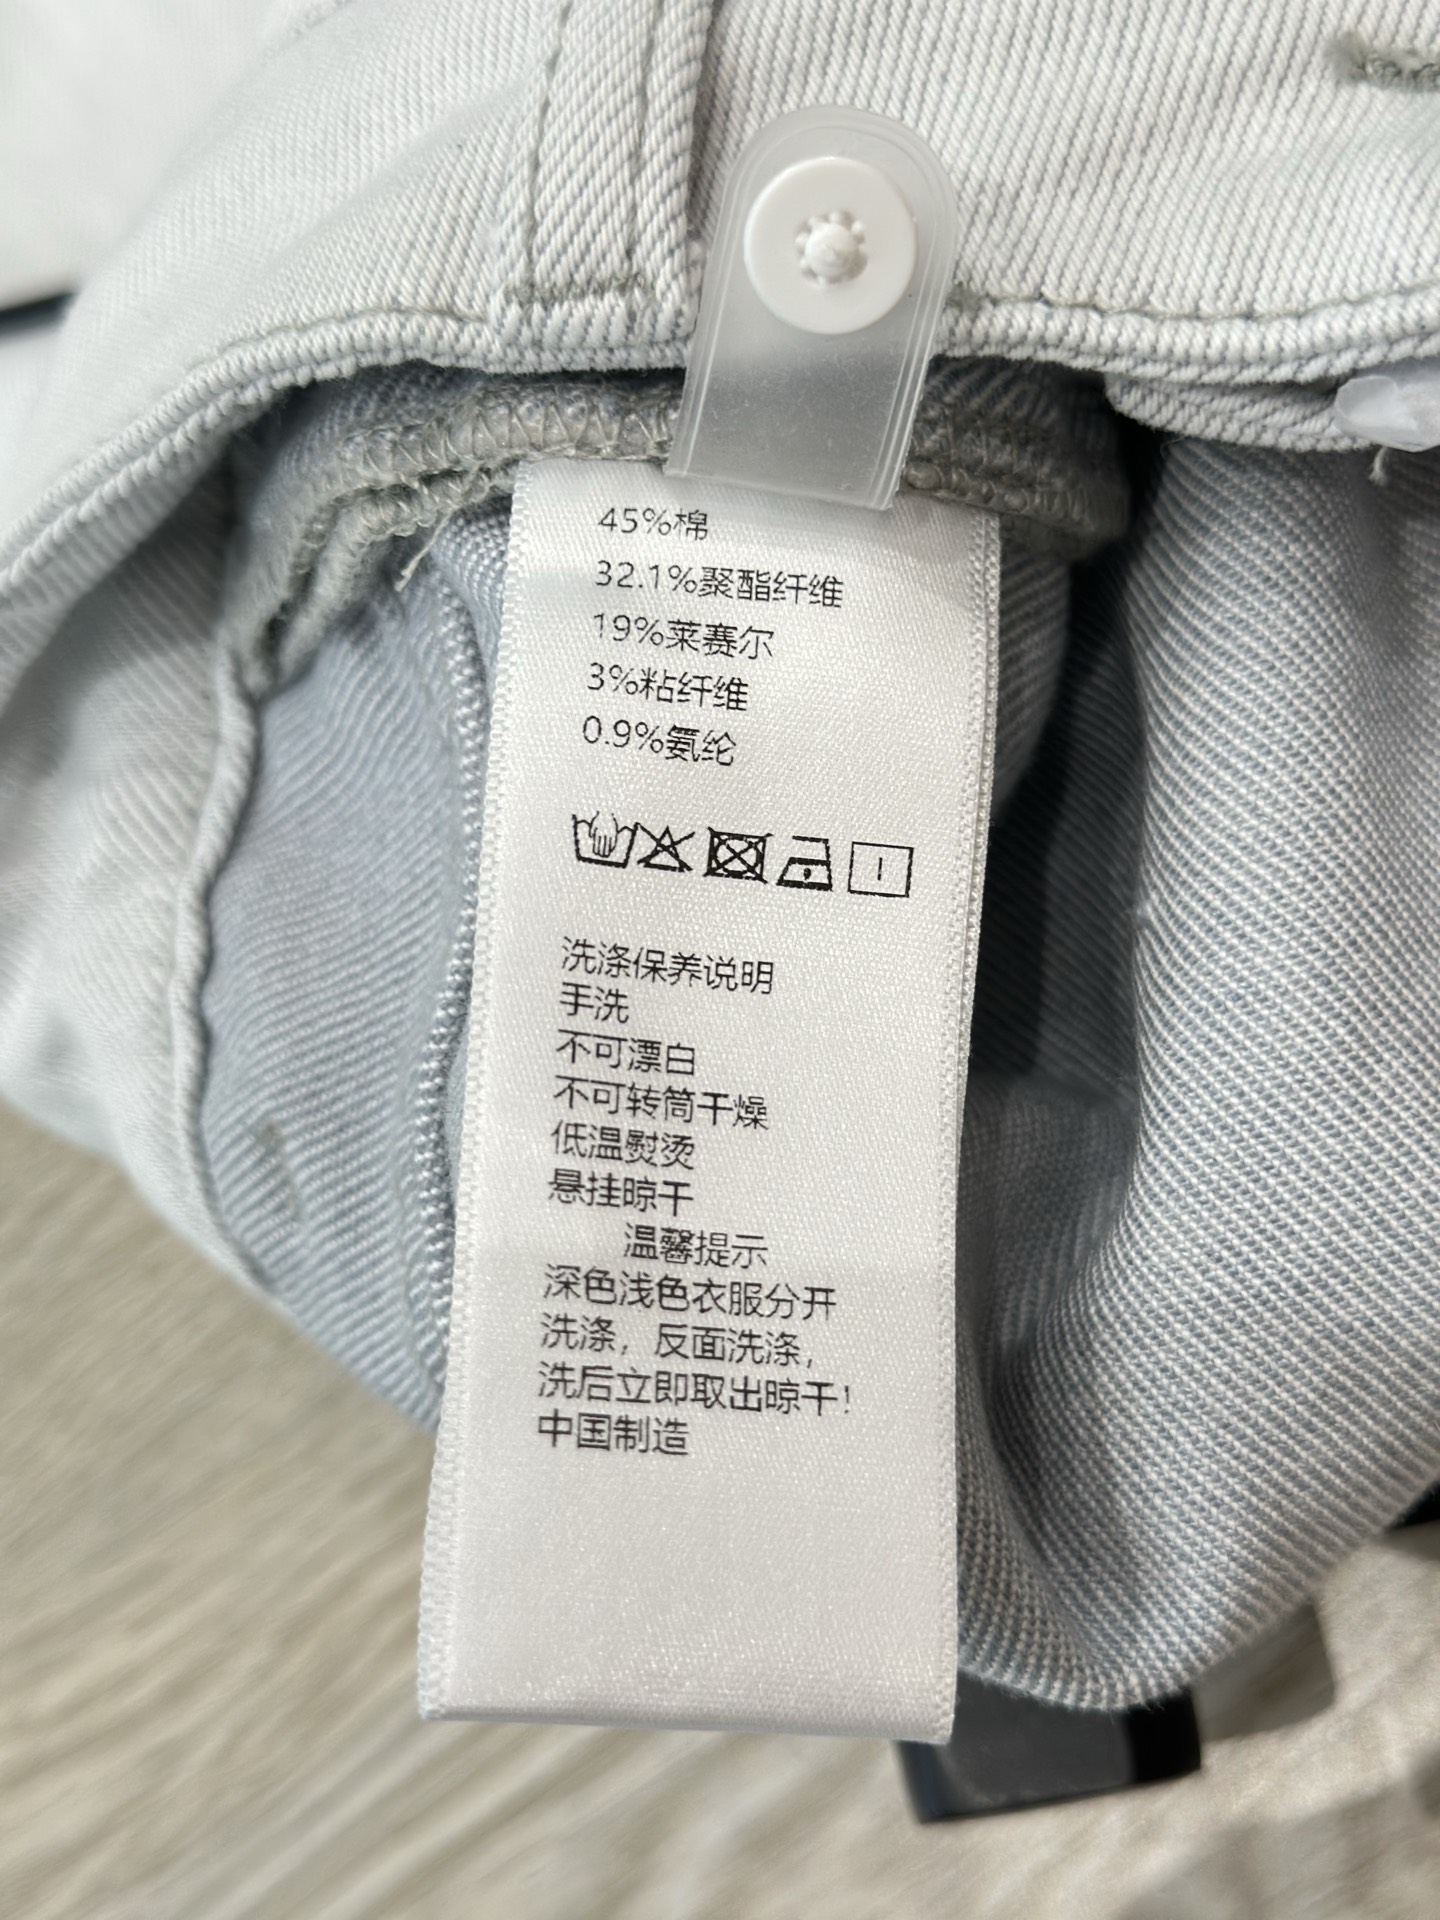 45%棉
32.1%聚酯纤维
19%莱赛尔
3%粘纤维
0.9%氨纶
洗涤保养说明
手洗
不可漂白
不可转筒干燥
低温熨烫
悬挂晾干
温馨提示
深色浅色衣服分开
洗涤，反面洗涤，
洗后立即取出晾干！
中国制造